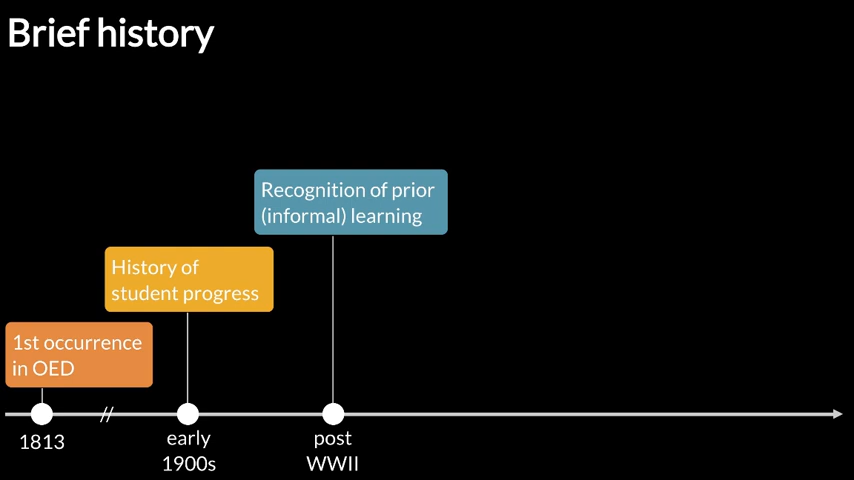 Brief history
Recognition of prior
(informal) learning
History of
student progress
1st occurrence
in OED
//
1813
early
1900s
post
WWII